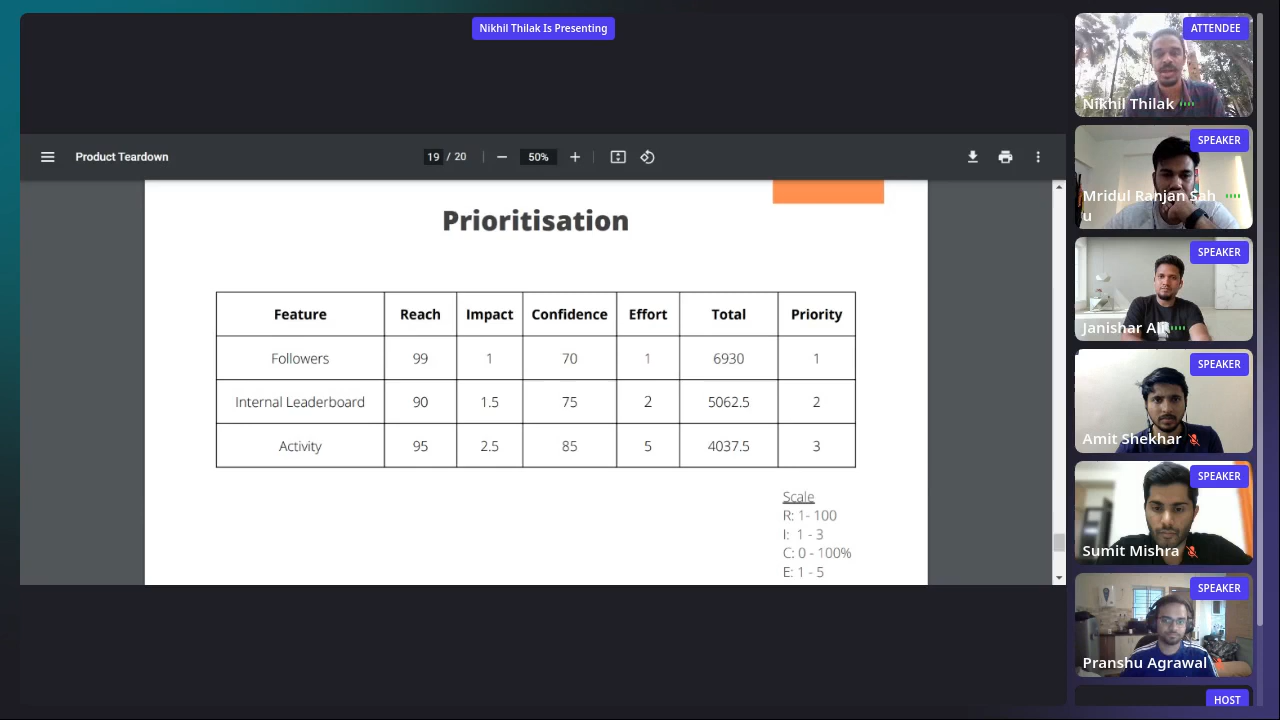 Nikhil Thilak Is Presenting
Product Teardown
19 / 20
50%
Prioritisation
Feature Reach Impact Confidence Effort Total Priority
Followers 99 1 70 1 6930 1
Internal Leaderboard 90 1.5 75 2 5062.5 2
Activity 95 2.5 85 5 4037.5 3
Scale
R: 1- 100
I: 1 - 3
C: 0 - 100%
E: 1 - 5
ATTENDEE
Nikhil Thilak
SPEAKER
Mridul Ranjan Sah
u
SPEAKER
Janishar Ali
SPEAKER
Amit Shekhar
SPEAKER
Sumit Mishra
SPEAKER
Pranshu Agrawal
HOST